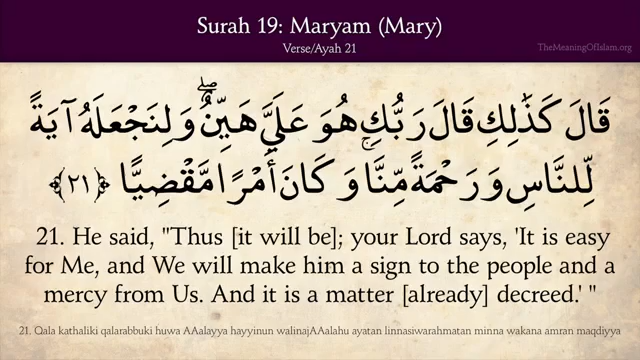 Surah 19: Maryam (Mary)
Verse/Ayah 21
TheMeaningOfIslam.org
قَالَ كَذَٰلِكِ قَالَ رَبُّكِ هُوَ عَلَيَّ هَيِّنٌ ۖ وَلِنَجْعَلَهُ آيَةً
لِّلنَّاسِ وَرَحْمَةً مِّنَّا ۚ وَكَانَ أَمْرًا مَّقْضِيًّا ﴿٢١﴾
21. He said, "Thus [it will be]; your Lord says, 'It is easy
for Me, and We will make him a sign to the people and a
mercy from Us. And it is a matter [already] decreed.' "
21. Qala kathaliki qalarabbuki huwa AAalayya hayyinun walinajAAalahu ayatan linnasiwarahmatan minna wakana amran maqdiyya